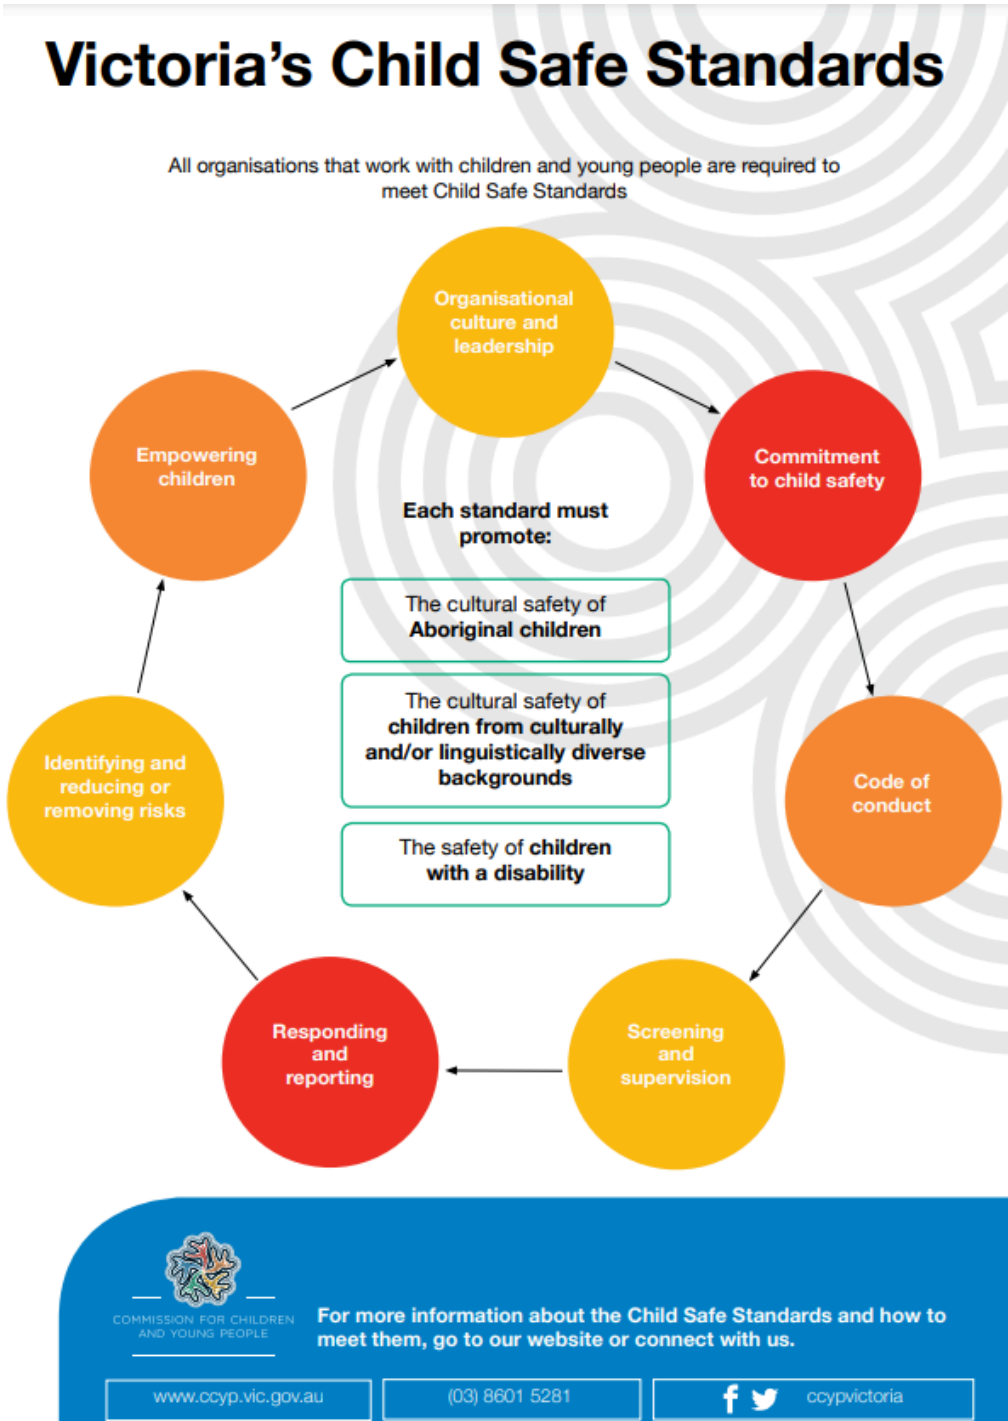 Victoria's Child Safe Standards
All organisations that work with children and young people are required to
meet Child Safe Standards
Organisational
culture and
leadership
Commitment
to child safety
Code of
conduct
Screening
and
supervision
Responding
and
reporting
Identifying and
reducing or
removing risks
Empowering
children
Each standard must
promote:
The cultural safety of
Aboriginal children
The cultural safety of
children from culturally
and/or linguistically diverse
backgrounds
The safety of children
with a disability
COMMISSION FOR CHILDREN
AND YOUNG PEOPLE
For more information about the Child Safe Standards and how to
meet them, go to our website or connect with us.
www.ccyp.vic.gov.au
(03) 8601 5281
ccypvictoria